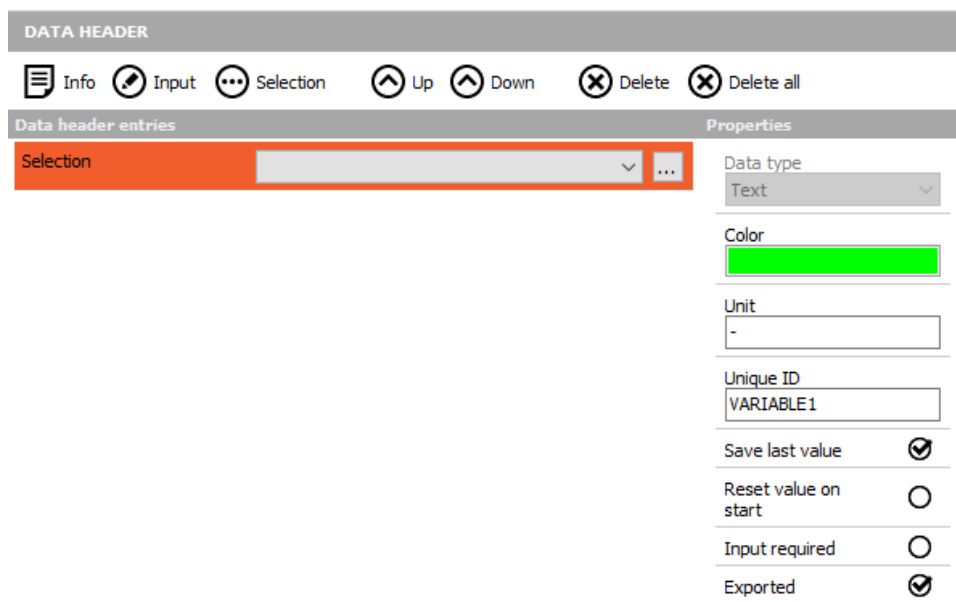 DATA HEADER
Info Input Selection Up Down Delete Delete all
Data header entries Properties
Selection ...
Data type
Text
Color
Unit
-
Unique ID
VARIABLE1
Save last value
Reset value on
start
Input required
Exported